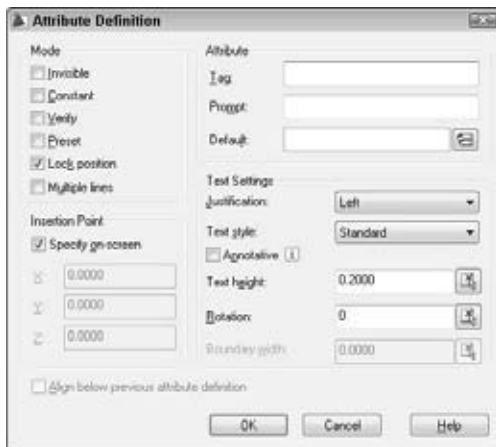 Attribute Definition
Mode
Invisible
Constant
Verify
Preset
Lock position
Multiple lines
Insertion Point
Specify on-screen
X: 0.0000
Y: 0.0000
Z: 0.0000
Attribute
Tag:
Prompt:
Default:
Text Settings
Justification: Left
Text style: Standard
Annotative
Text height: 0.2000
Rotation: 0
Boundary width: 0.0000
Align below previous attribute definition
OK Cancel Help